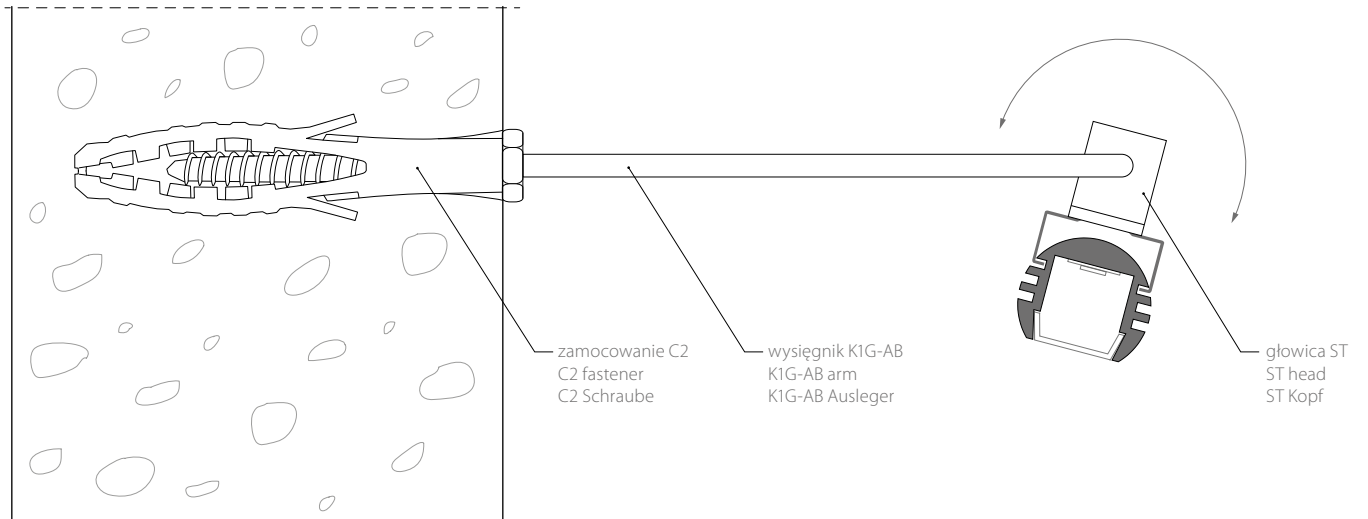 zamocowanie C2
C2 fastener
C2 Schraube
wysięgnik K1G-AB
K1G-AB arm
K1G-AB Ausleger
głowica ST
ST head
ST Kopf